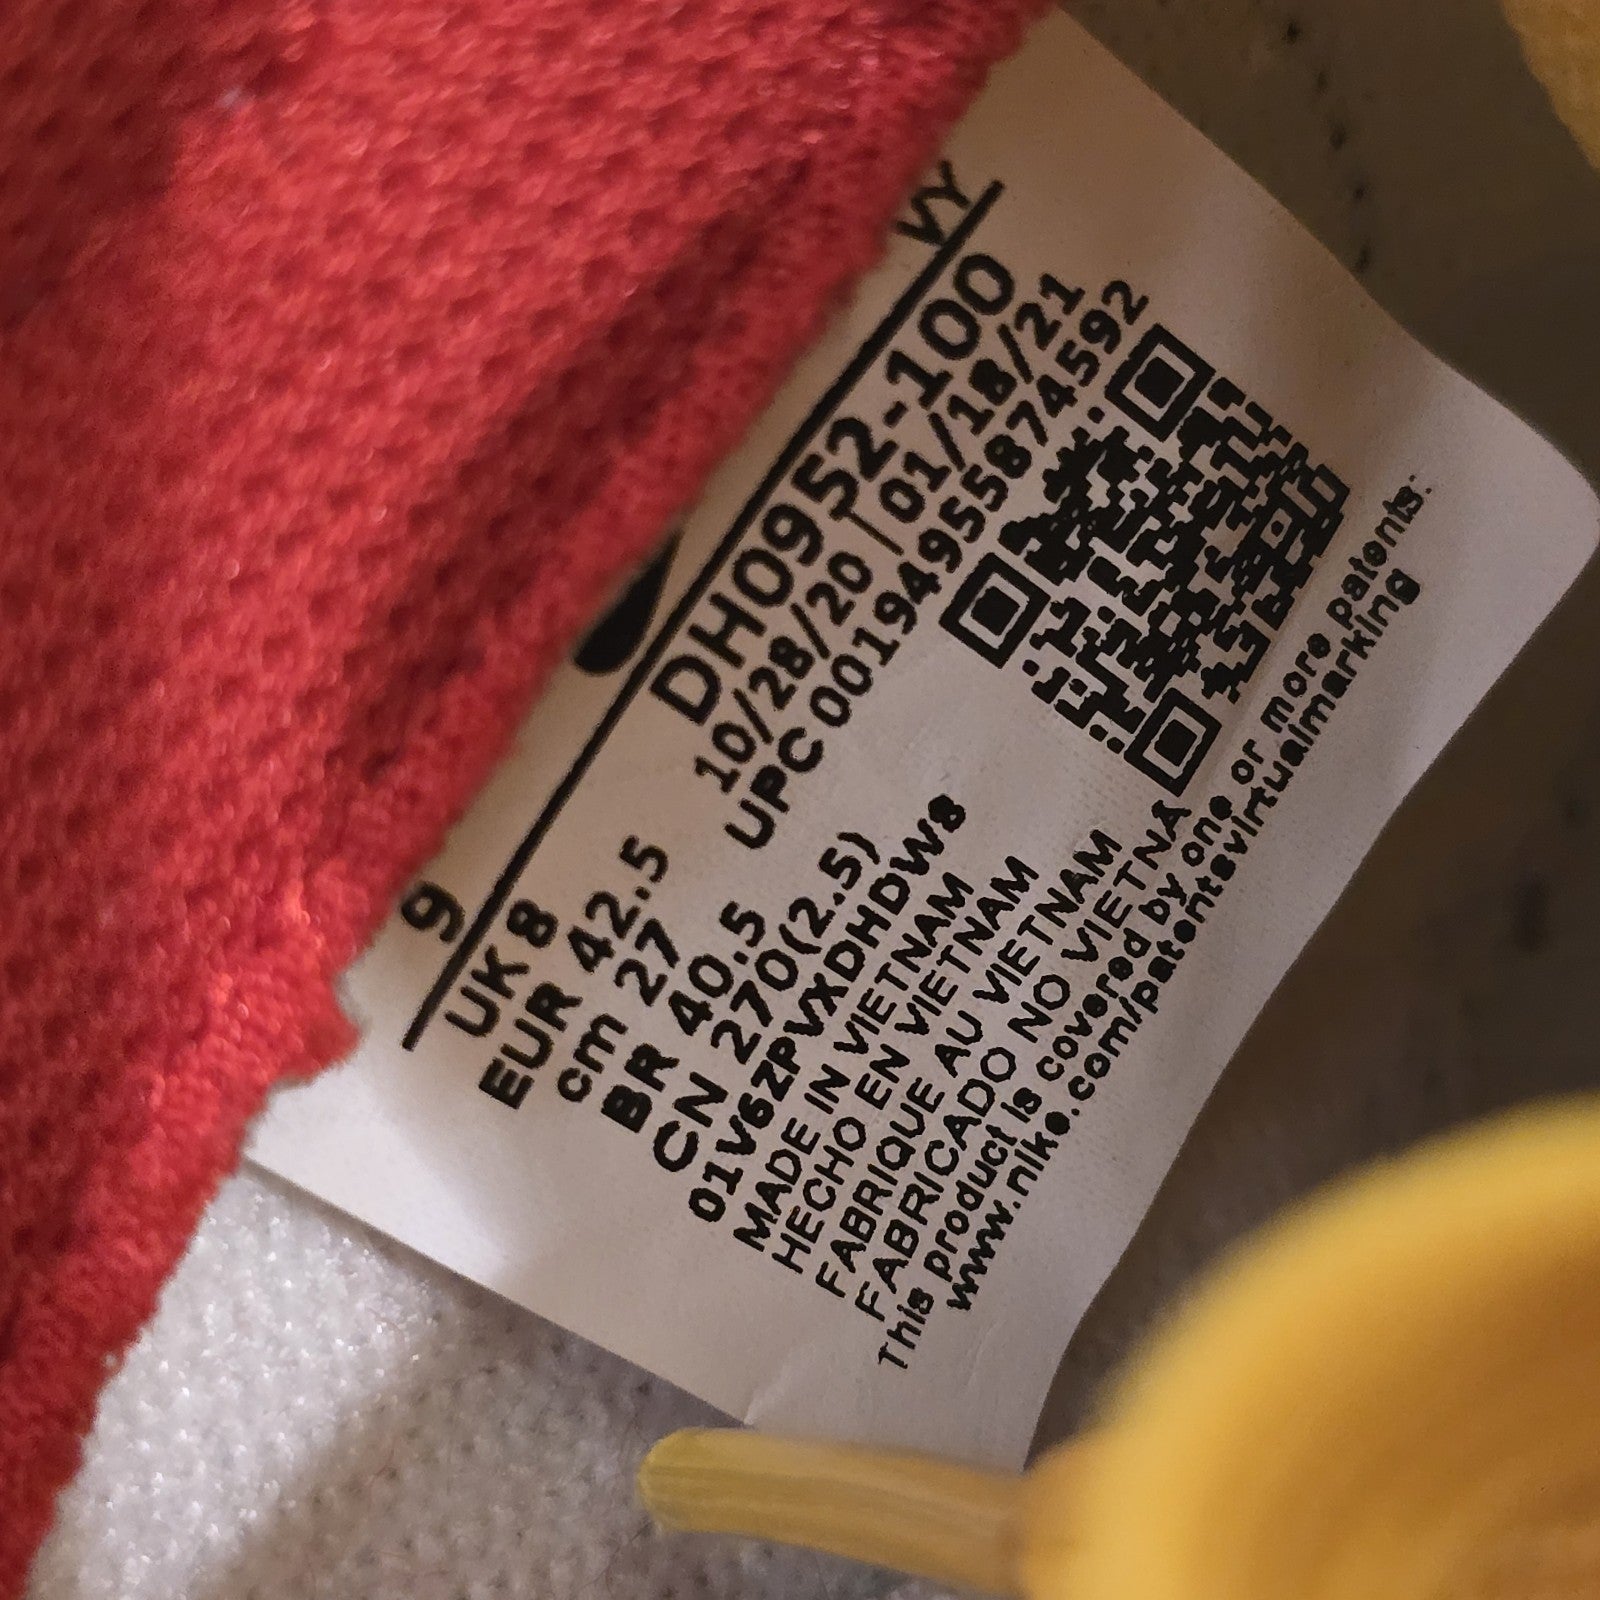 9
VY
UK 8
EUR 42.5
cm 27
BR 40.5
CN 270(2.5)
01V6ZPVXDHDW8
DH0952-100
10/28/20 | 01/18/21
UPC 00194955874592
MADE IN VIETNAM
HECHO EN VIETNAM
FABRIQUE AU VIETNAM
FABRICADO NO VIETNA
This product is covered by one or more patents:
www.nike.com/patentsvirtualmarking